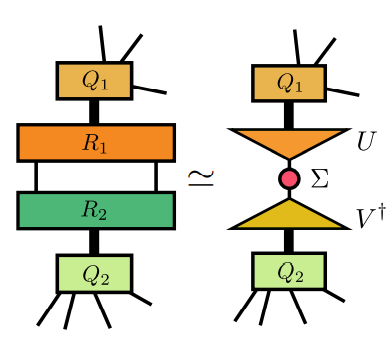 Q₁
R₁
R₂
Q₂
≃
Q₁
U
Σ
V†
Q₂